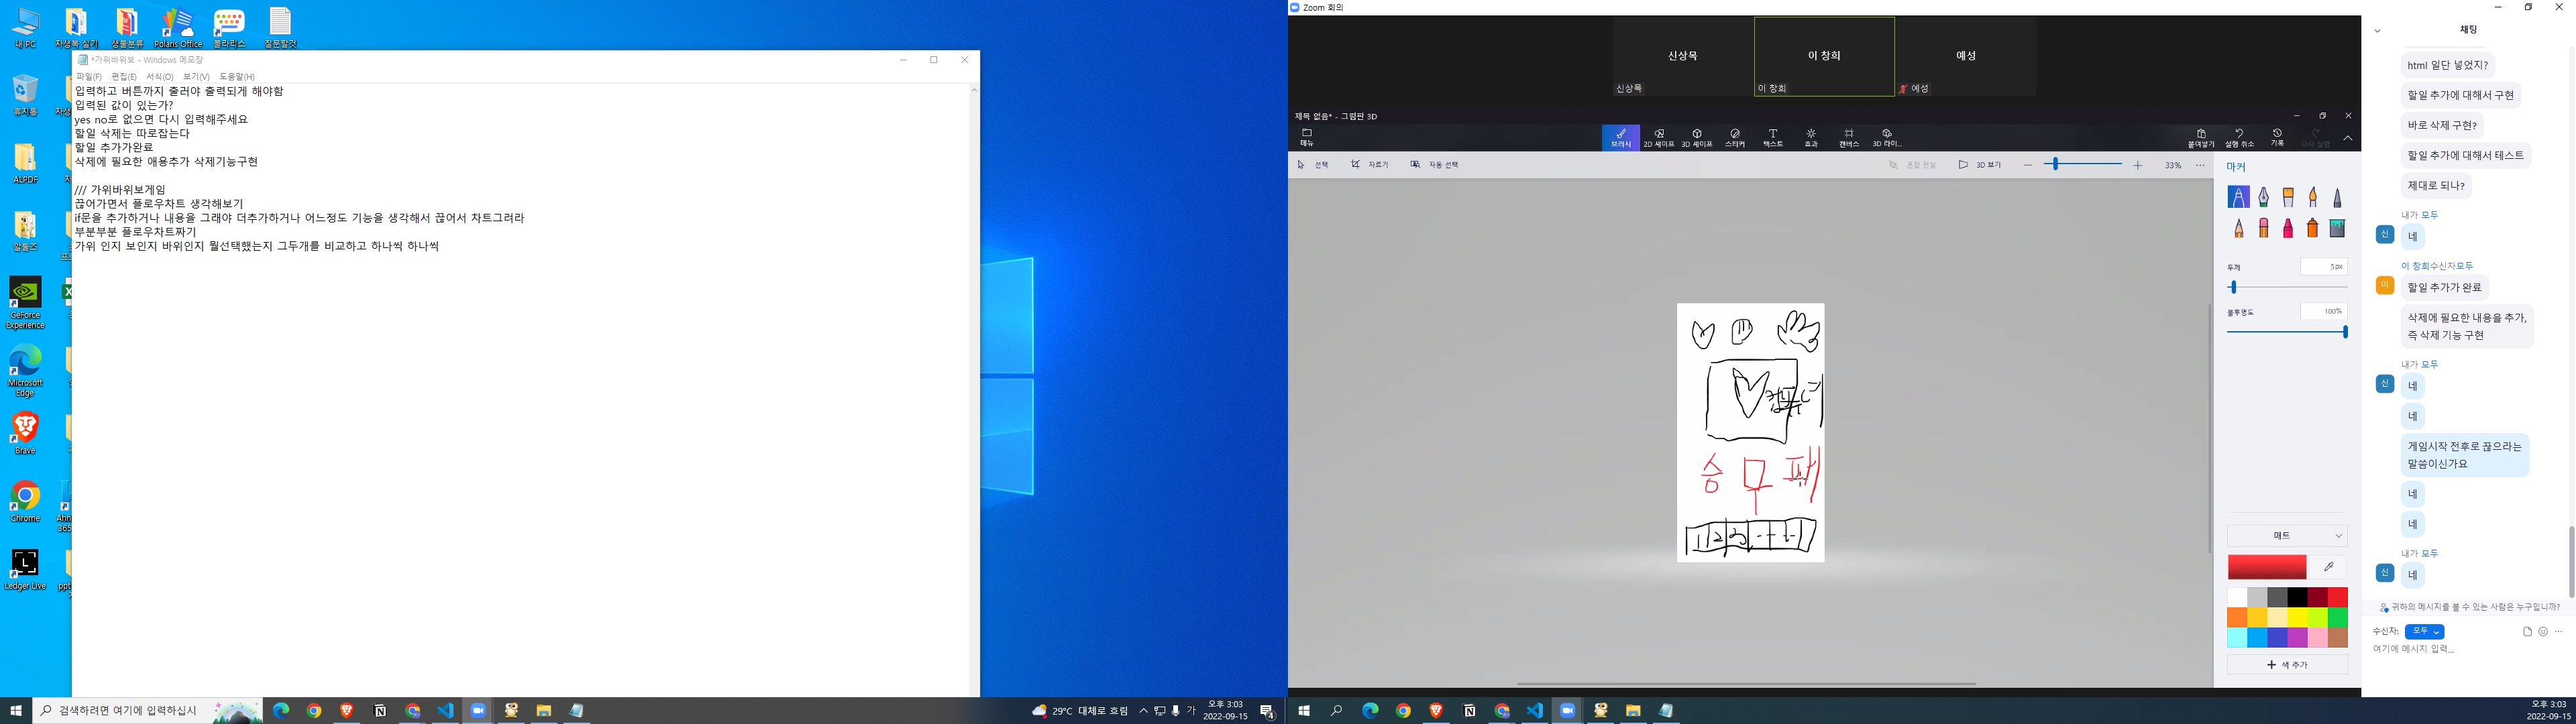 내 PC
생물분류
Polaris Office
폴라리스
질문할것
휴지통
ALPDF
알툴즈
GeForce
Experience
Microsoft
Edge
Brave
Chrome
Ledger Live
*가위바위보 - Windows 메모장
파일(F) 편집(E) 서식(O) 보기(V) 도움말(H)
입력하고 버튼까지 눌러야 출력되게 해야함
입력된 값이 있는가?
yes no로 없으면 다시 입력해주세요
할일 삭제는 따로잡는다
할일 추가가완료
삭제에 필요한 애용추가 삭제기능구현
/// 가위바위보게임
끊어가면서 플로우차트 생각해보기
if문을 추가하거나 내용을 그래야 더추가하거나 어느정도 기능을 생각해서 끊어서 차트그려라
부분부분 플로우차트짜기
가위 인지 보인지 바위인지 뭘선택했는지 그두개를 비교하고 하나씩 하나씩
검색하려면 여기에 입력하십시
29°C 대체로 흐림
가
오후 3:03
2022-09-15
4
Zoom 회의
신상목
이 창희
예성
신상목
이 창희
예성
제목 없음* - 그림판 3D
메뉴
브러시
2D 셰이프
3D 셰이프
스티커
텍스트
효과
캔버스
3D 라이...
붙여넣기
실행 취소
기록
다시 실행
선택
자르기
자동 선택
혼합 현실
3D 보기
33%
승 무 패
1 2 3
마커
두께
5px
불투명도
100%
매트
색 추가
채팅
html 일단 넣었지?
할일 추가에 대해서 구현
바로 삭제 구현?
할일 추가에 대해서 테스트
제대로 되나?
내가 모두
신
네
이 창희수신자모두
이
할일 추가가 완료
삭제에 필요한 내용을 추가,
즉 삭제 기능 구현
내가 모두
신
네
네
게임시작 전후로 끊으라는
말씀이신가요
네
네
내가 모두
신
네
귀하의 메시지를 볼 수 있는 사람은 누구입니까?
수신자: 모두
여기에 메시지 입력...
오후 3:03
2022-09-15